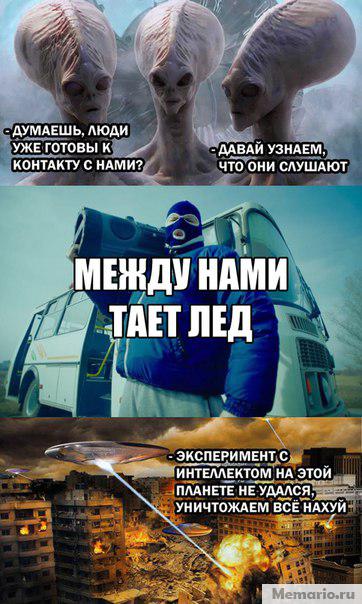 - ДУМАЕШЬ, ЛЮДИ
УЖЕ ГОТОВЫ К
КОНТАКТУ С НАМИ?
- ДАВАЙ УЗНАЕМ,
ЧТО ОНИ СЛУШАЮТ
МЕЖДУ НАМИ
ТАЕТ ЛЕД
- ЭКСПЕРИМЕНТ С
ИНТЕЛЛЕКТОМ НА ЭТОЙ
ПЛАНЕТЕ НЕ УДАЛСЯ,
УНИЧТОЖАЕМ ВСЁ НАХУЙ
Memario.ru